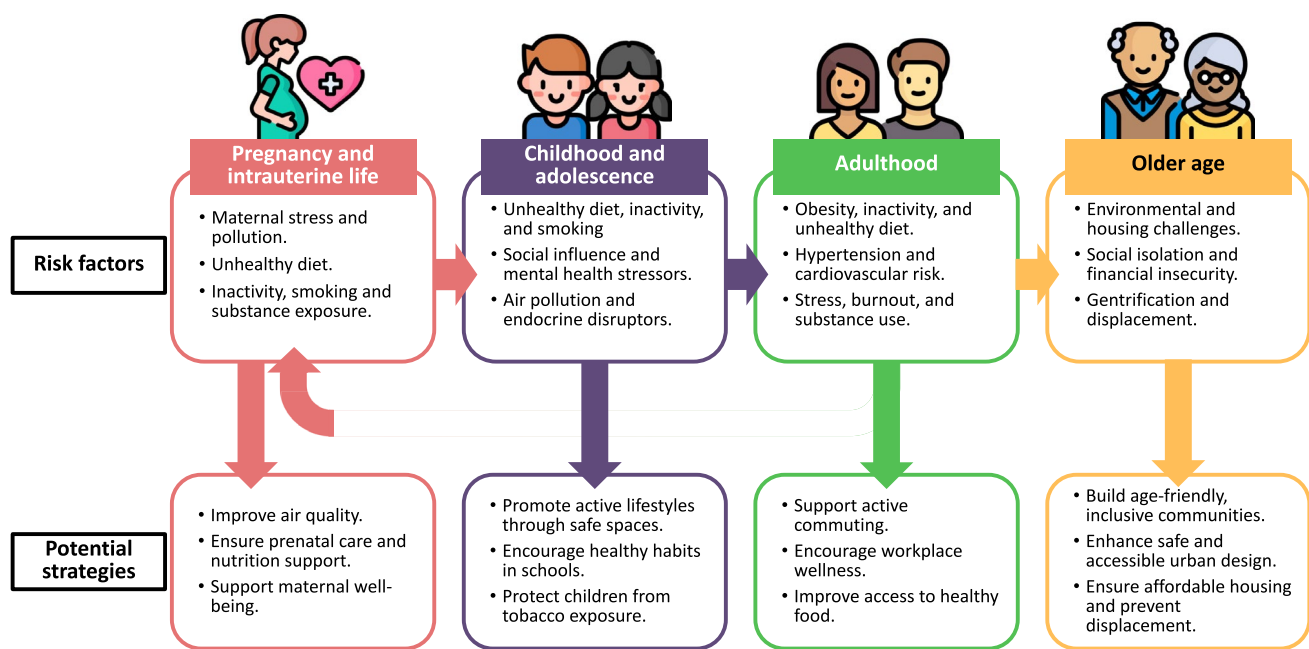 Pregnancy and
intrauterine life
Childhood and
adolescence
Adulthood
Older age
Risk factors
• Maternal stress and
pollution.
• Unhealthy diet.
• Inactivity, smoking and
substance exposure.
• Unhealthy diet, inactivity,
and smoking
• Social influence and
mental health stressors.
• Air pollution and
endocrine disruptors.
• Obesity, inactivity, and
unhealthy diet.
• Hypertension and
cardiovascular risk.
• Stress, burnout, and
substance use.
• Environmental and
housing challenges.
• Social isolation and
financial insecurity.
• Gentrification and
displacement.
Potential
strategies
• Improve air quality.
• Ensure prenatal care and
nutrition support.
• Support maternal well-
being.
• Promote active lifestyles
through safe spaces.
• Encourage healthy habits
in schools.
• Protect children from
tobacco exposure.
• Support active
commuting.
• Encourage workplace
wellness.
• Improve access to healthy
food.
• Build age-friendly,
inclusive communities.
• Enhance safe and
accessible urban design.
• Ensure affordable housing
and prevent
displacement.